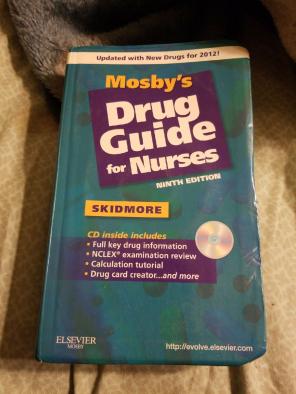 Updated with New Drugs for 2012!
Mosby's
Drug
Guide
for Nurses
NINTH EDITION
SKIDMORE
CD inside includes
• Full key drug information
• NCLEX® examination review
• Calculation tutorial
• Drug card creator...and more
ELSEVIER
MOSBY
http://evolve.elsevier.com